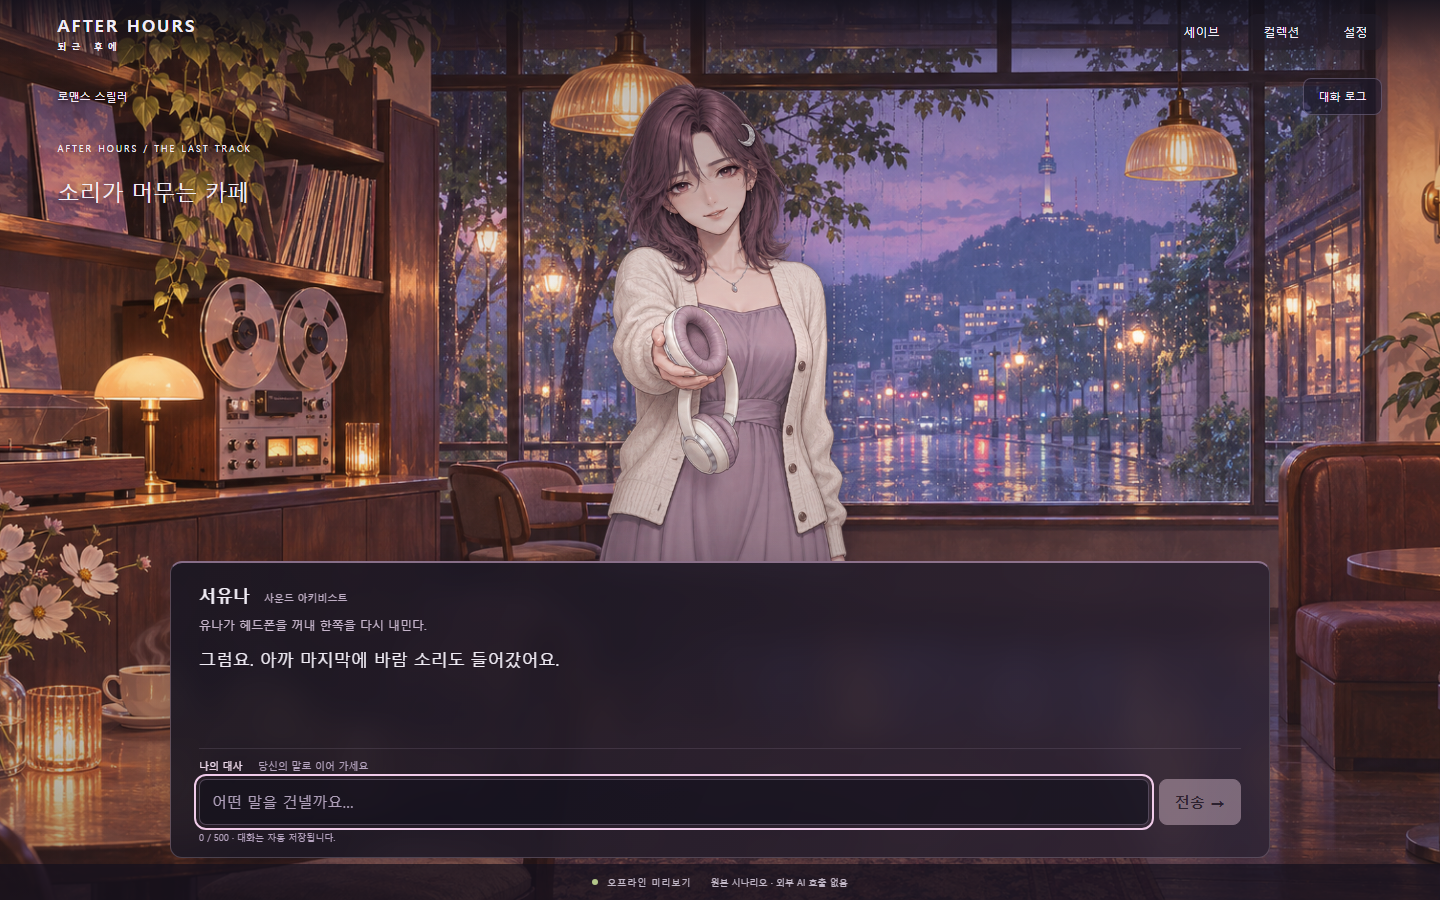 AFTER HOURS
퇴근 후에
세이브 컬렉션 설정
로맨스 스릴러
대화 로그
AFTER HOURS / THE LAST TRACK
소리가 머무는 카페
서유나 사운드 아키비스트
유나가 헤드폰을 꺼내 한쪽을 다시 내민다.
그럼요. 아까 마지막에 바람 소리도 들어갔어요.
나의 대사 당신의 말로 이어 가세요
어떤 말을 건넬까요...
전송 →
0 / 500 · 대화는 자동 저장됩니다.
오프라인 미리보기 원본 시나리오 · 외부 AI 호출 없음